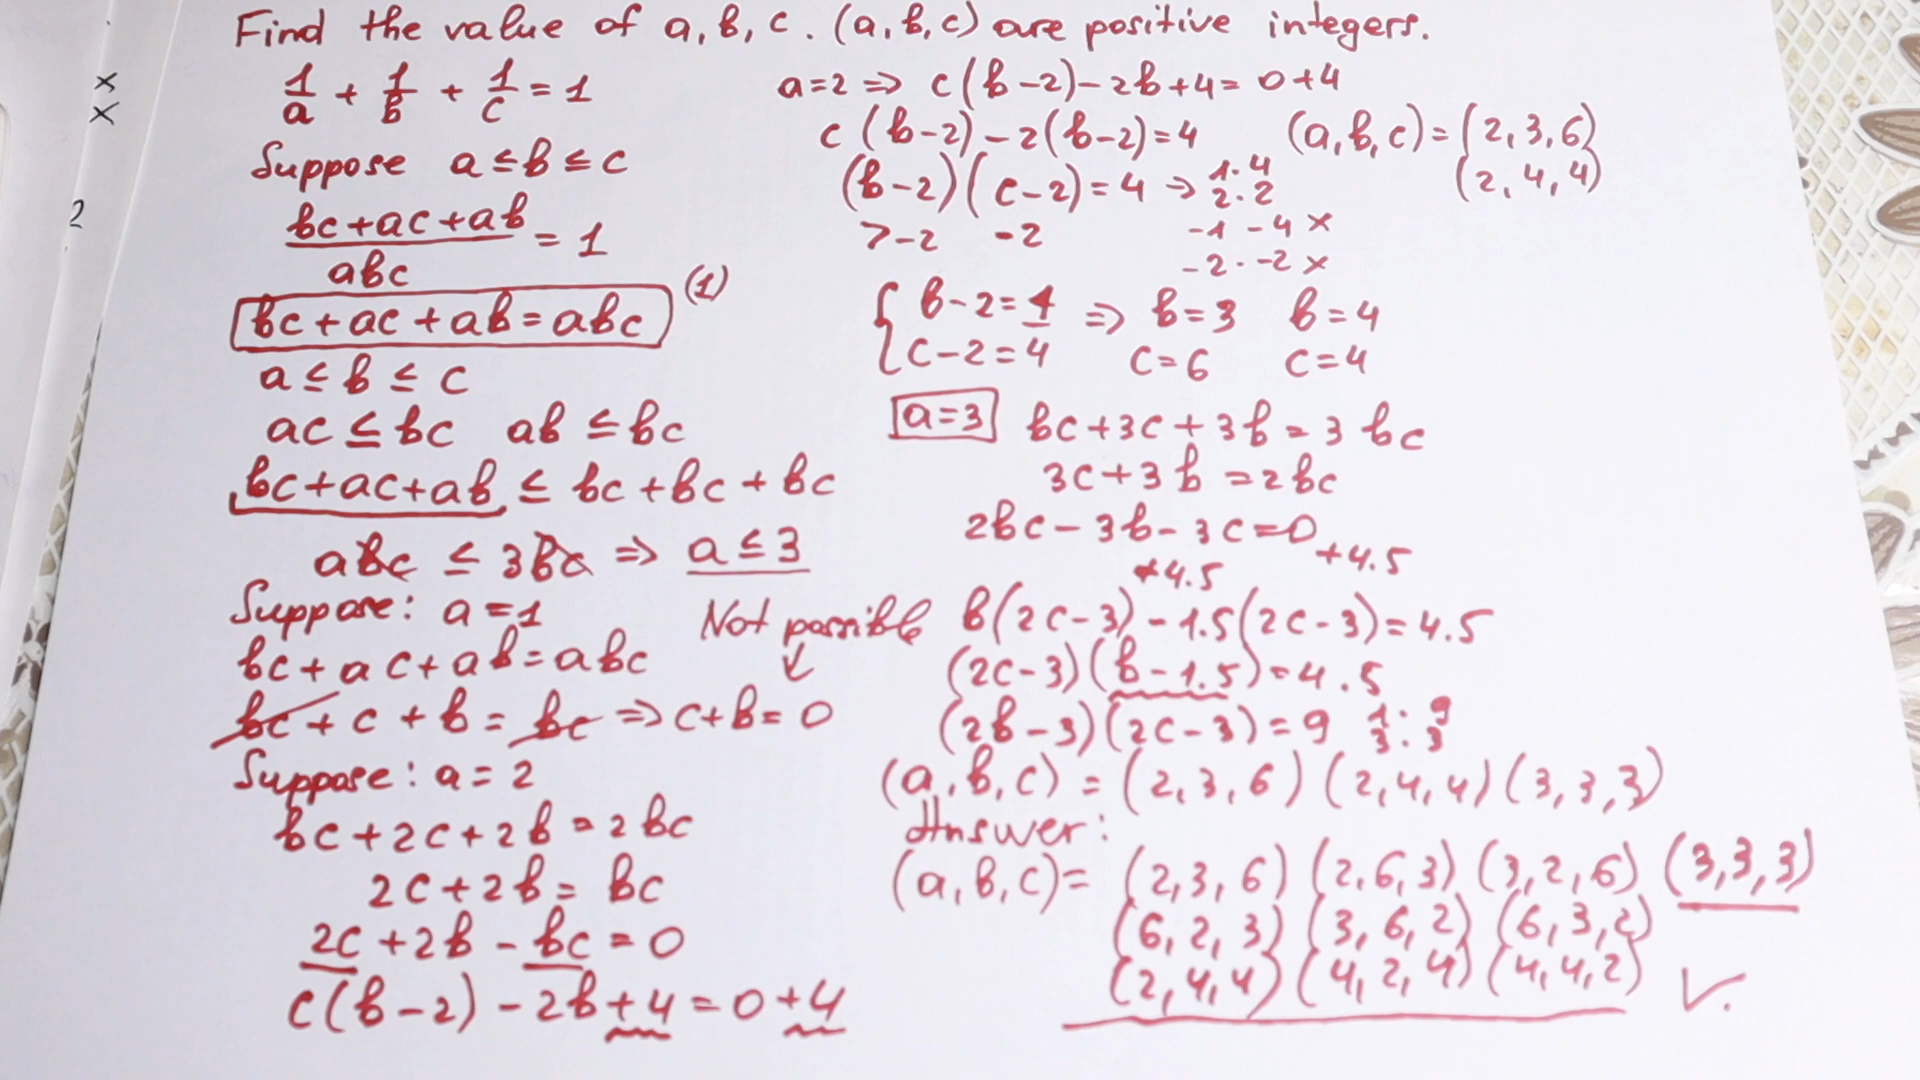 Find the value of a, b, c. (a, b, c) are positive integers.
1/a + 1/b + 1/c = 1
Suppose a ≤ b ≤ c
(bc + ac + ab)/abc = 1
bc + ac + ab = abc (1)
a ≤ b ≤ c
ac ≤ bc ab ≤ bc
bc + ac + ab ≤ bc + bc + bc
abc ≤ 3bc ⇒ a ≤ 3
Suppose: a = 1
Not possible ↓
bc + ac + ab = abc
bc + c + b = bc ⇒ c + b = 0
Suppose: a = 2
bc + 2c + 2b = 2bc
2c + 2b = bc
2c + 2b - bc = 0
c(b-2) - 2b + 4 = 0 + 4
a = 2 ⇒ c(b-2) - 2b + 4 = 0 + 4
c(b-2) - 2(b-2) = 4
(b-2)(c-2) = 4 → 1·4
2·2
>-2 -2
-1 -4 x
-2·-2 x
(a, b, c) = (2, 3, 6)
(2, 4, 4)
{ b-2 = 1 ⇒ b = 3 b = 4
c-2 = 4 c = 6 c = 4
a = 3 bc + 3c + 3b = 3bc
3c + 3b = 2bc
2bc - 3b - 3c = 0
+4.5 +4.5
b(2c-3) - 1.5(2c-3) = 4.5
(2c-3)(b-1.5) = 4.5
(2b-3)(2c-3) = 9 1·9
3·3
(a, b, c) = (2, 3, 6) (2, 4, 4) (3, 3, 3)
Answer:
(a, b, c) = (2, 3, 6) (2, 6, 3) (3, 2, 6) (3, 3, 3)
(6, 2, 3) (3, 6, 2) (6, 3, 2)
(2, 4, 4) (4, 2, 4) (4, 4, 2) ✓.
x
x
2